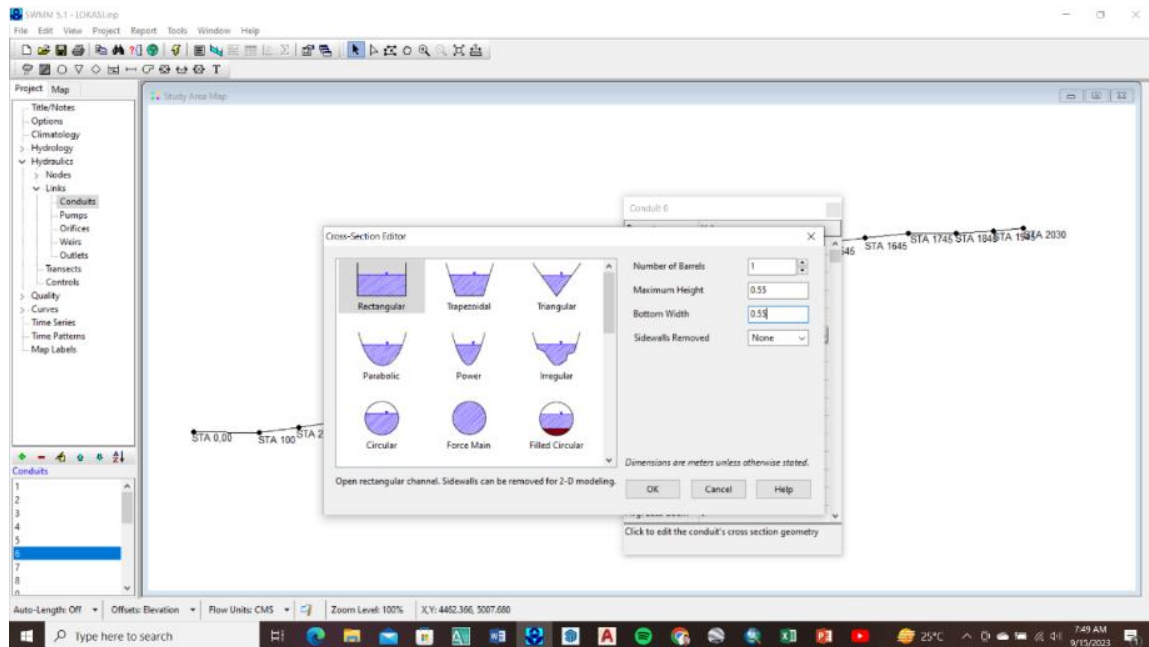 SWMM 5.1 - LOKASI.inp
File Edit View Project Report Tools Window Help
Project Map
Study Area Map
Title/Notes
Options
Climatology
Hydrology
Hydraulics
Nodes
Links
Conduits
Pumps
Orifices
Weirs
Outlets
Transects
Controls
Quality
Curves
Time Series
Time Patterns
Map Labels
Conduits
1
2
3
4
5
6
7
8
STA 0,00
STA 100
STA 2
STA 1645
STA 1745
STA 1845
STA 1945
STA 2030
Conduit 6
Cross-Section Editor
Rectangular
Trapezoidal
Triangular
Parabolic
Power
Irregular
Circular
Force Main
Filled Circular
Open rectangular channel. Sidewalls can be removed for 2-D modeling.
Number of Barrels 1
Maximum Height 0.55
Bottom Width 0.55
Sidewalls Removed None
Dimensions are meters unless otherwise stated.
OK Cancel Help
Click to edit the conduit's cross section geometry
Auto-Length: Off Offsets: Elevation Flow Units: CMS Zoom Level: 100% X,Y: 4462.366, 5007.680
Type here to search
25°C
7:49 AM
9/15/2023